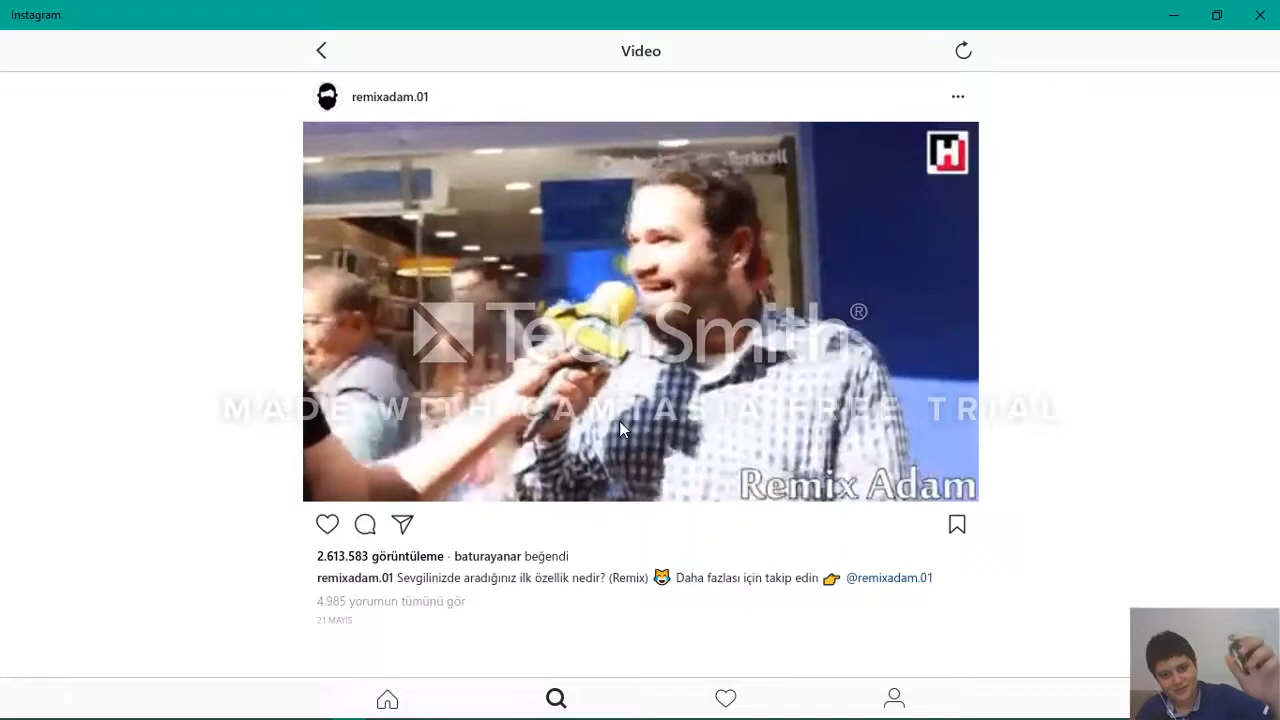 Instagram
Video
remixadam.01
Turkcell
H
TechSmith®
MADE WITH CAMTASIA FREE TRIAL
Remix Adam
2.613.583 görüntüleme · baturayanar beğendi
remixadam.01 Sevgilinizde aradığınız ilk özellik nedir? (Remix) 😹 Daha fazlası için takip edin 👉 @remixadam.01
4.985 yorumun tümünü gör
21 MAYIS